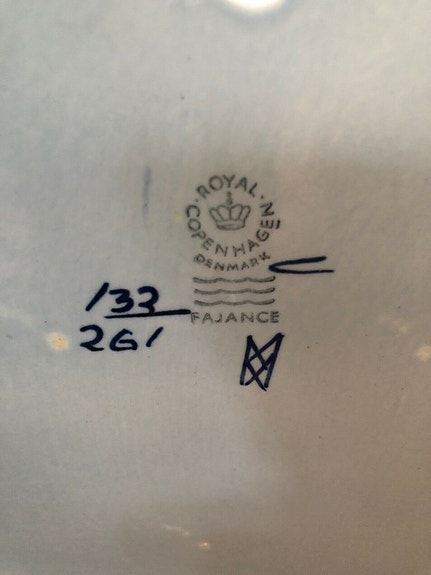 ROYAL
COPENHAGEN
DENMARK
FAJANCE
133
261